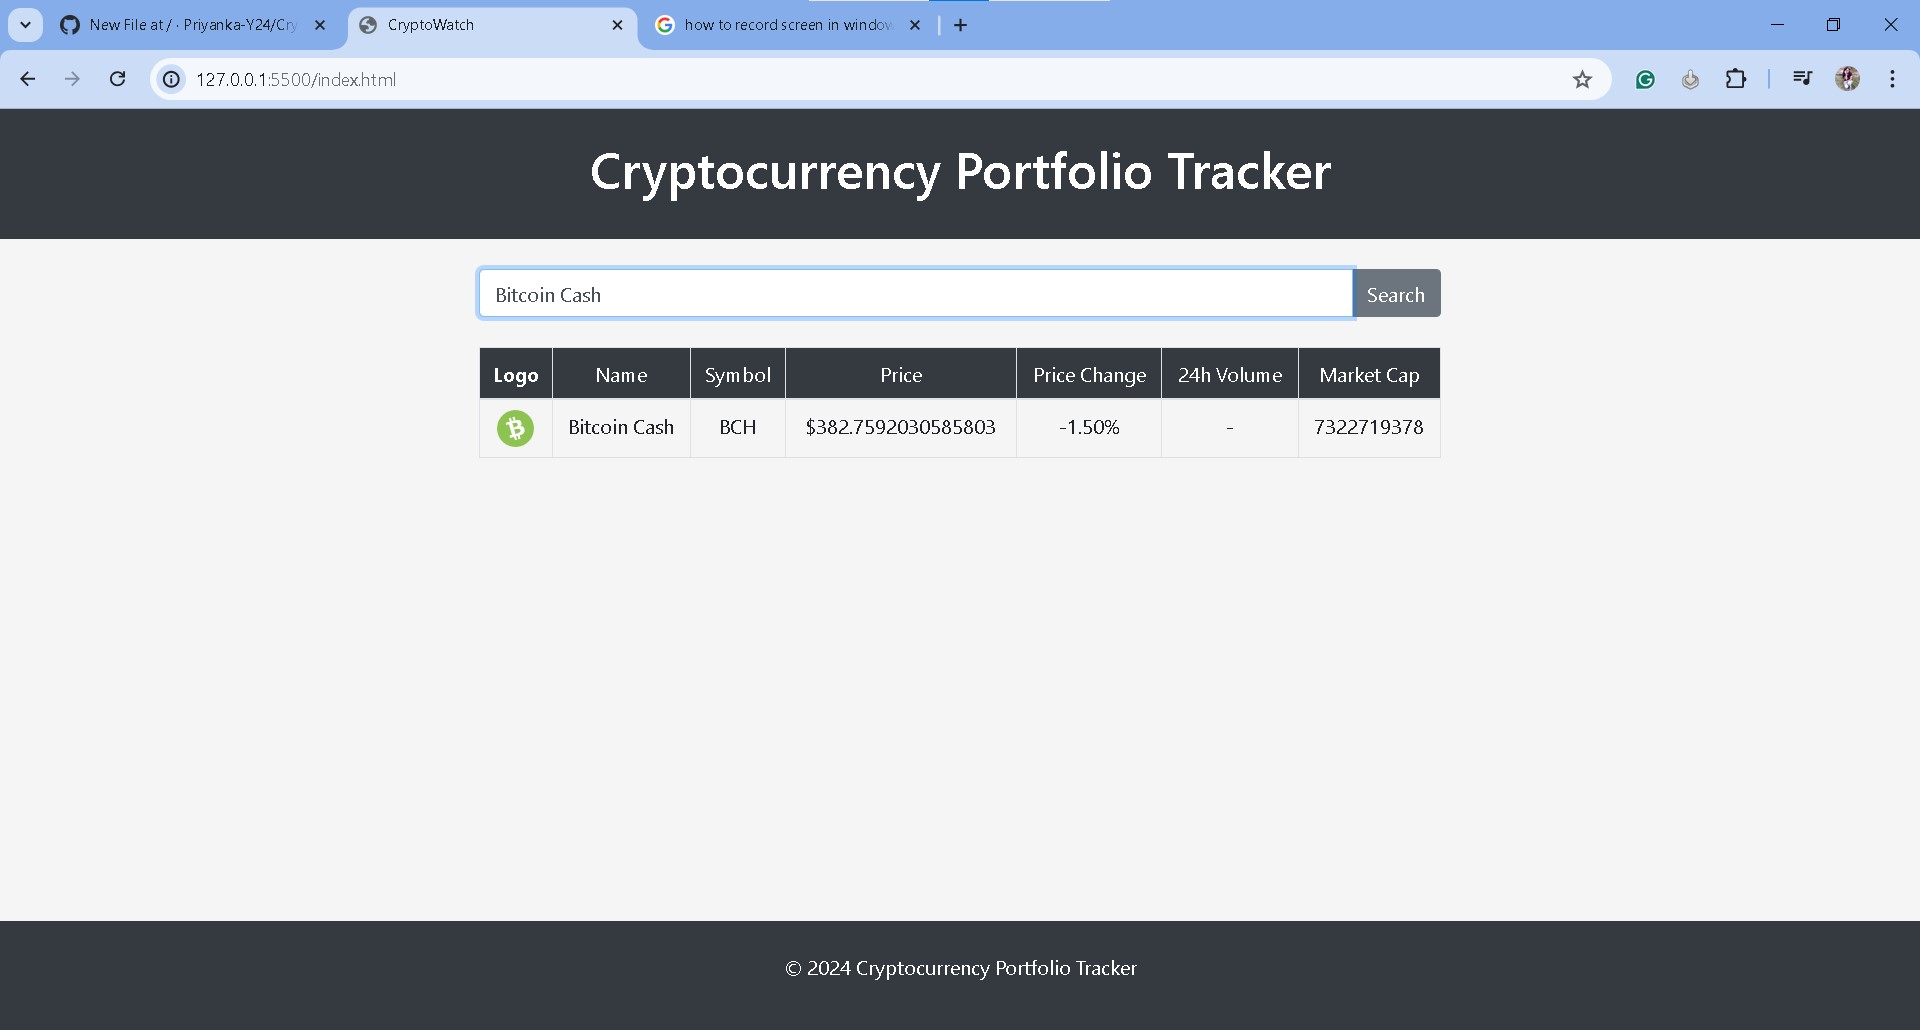 New File at / · Priyanka-Y24/Cry
CryptoWatch
how to record screen in window
127.0.0.1:5500/index.html
Cryptocurrency Portfolio Tracker
Bitcoin Cash
Search
Logo Name Symbol Price Price Change 24h Volume Market Cap
Bitcoin Cash BCH $382.7592030585803 -1.50% - 7322719378
© 2024 Cryptocurrency Portfolio Tracker